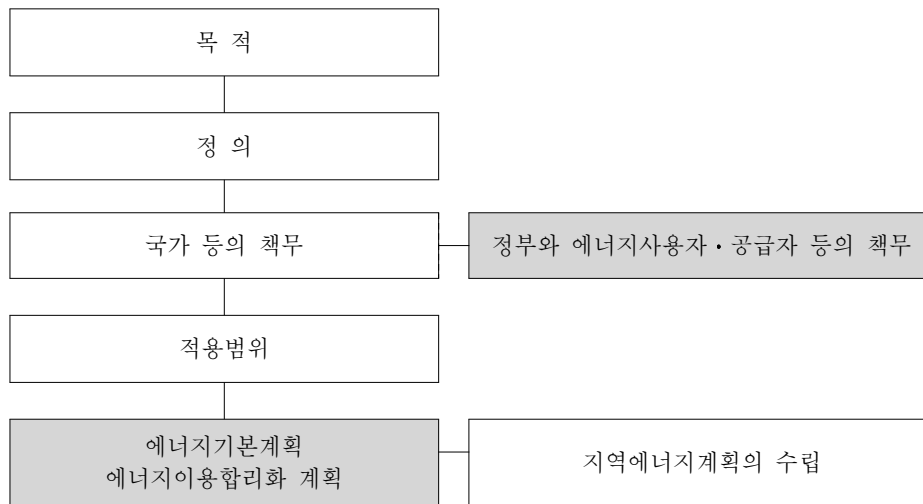 목 적
정 의
국가 등의 책무
정부와 에너지사용자·공급자 등의 책무
적용범위
에너지기본계획
에너지이용합리화 계획
지역에너지계획의 수립